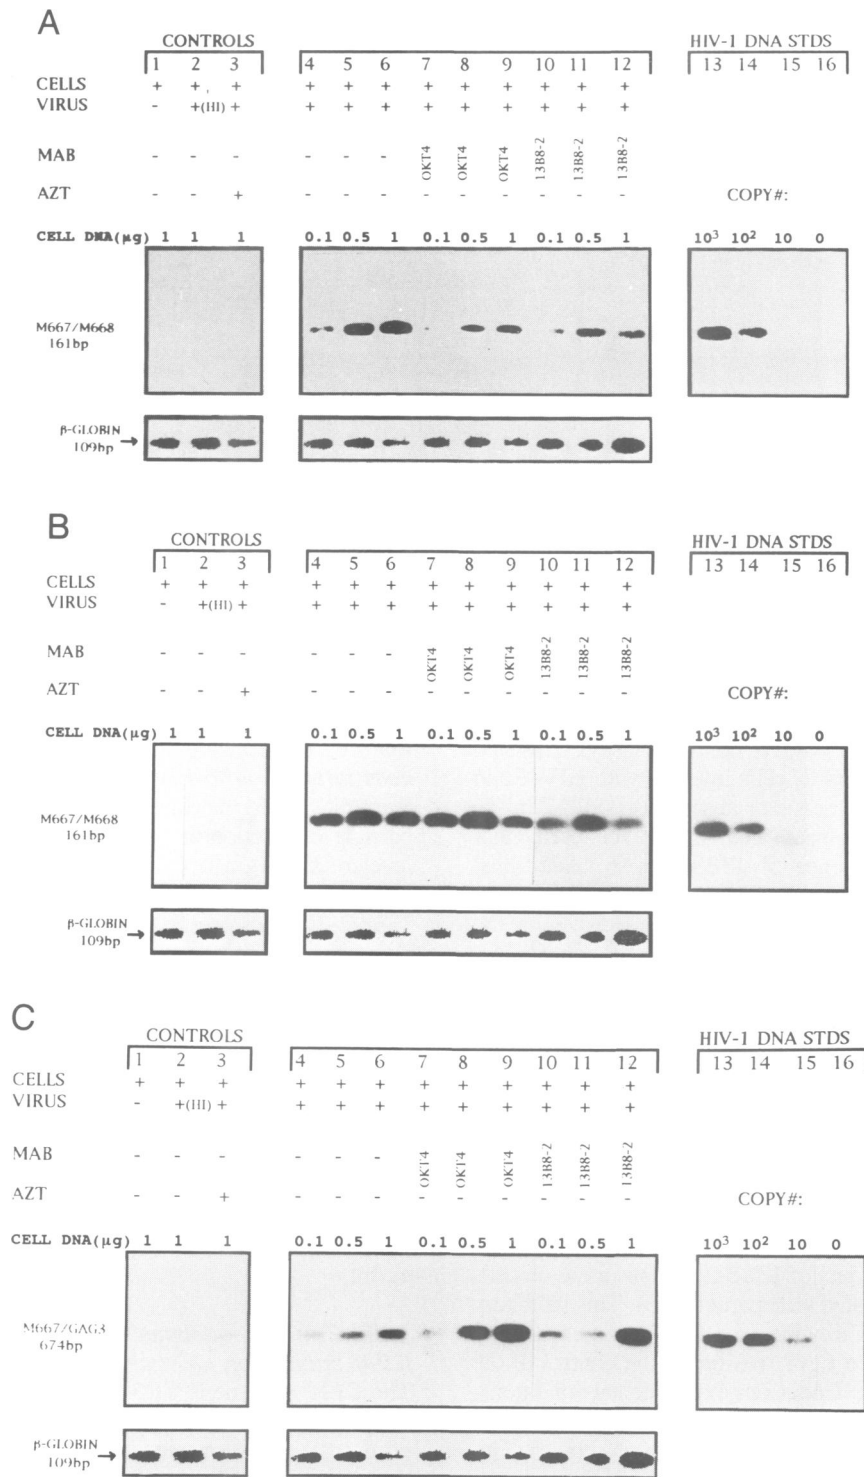 A
CONTROLS HIV-1 DNA STDS
1 2 3 4 5 6 7 8 9 10 11 12 13 14 15 16
CELLS + + + + + + + + + + + +
VIRUS - +(HI) + + + + + + + + + +
MAB - - - - - - OKT4 OKT4 OKT4 13B8-2 13B8-2 13B8-2
AZT - - + - - - - - - - - - COPY#:
CELL DNA(µg) 1 1 1 0.1 0.5 1 0.1 0.5 1 0.1 0.5 1 10³ 10² 10 0
M667/M668
161bp
β-GLOBIN
109bp →
B
CONTROLS HIV-1 DNA STDS
1 2 3 4 5 6 7 8 9 10 11 12 13 14 15 16
CELLS + + + + + + + + + + + +
VIRUS - +(HI) + + + + + + + + + +
MAB - - - - - - OKT4 OKT4 OKT4 13B8-2 13B8-2 13B8-2
AZT - - + - - - - - - - - - COPY#:
CELL DNA(µg) 1 1 1 0.1 0.5 1 0.1 0.5 1 0.1 0.5 1 10³ 10² 10 0
M667/M668
161bp
β-GLOBIN
109bp →
C
CONTROLS HIV-1 DNA STDS
1 2 3 4 5 6 7 8 9 10 11 12 13 14 15 16
CELLS + + + + + + + + + + + +
VIRUS - +(HI) + + + + + + + + + +
MAB - - - - - - OKT4 OKT4 OKT4 13B8-2 13B8-2 13B8-2
AZT - - + - - - - - - - - - COPY#:
CELL DNA(µg) 1 1 1 0.1 0.5 1 0.1 0.5 1 0.1 0.5 1 10³ 10² 10 0
M667/GAG3
674bp
β-GLOBIN
109bp →